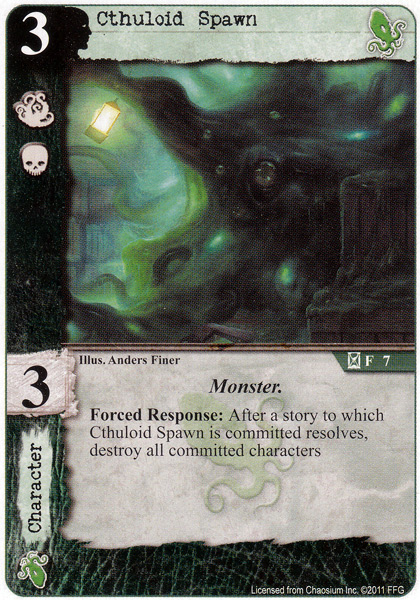 3
Cthuloid Spawn
Illus. Anders Finer
F 7
3
Monster.
Forced Response: After a story to which
Cthuloid Spawn is committed resolves,
destroy all committed characters
Character
Licensed from Chaosium Inc. ©2011 FFG